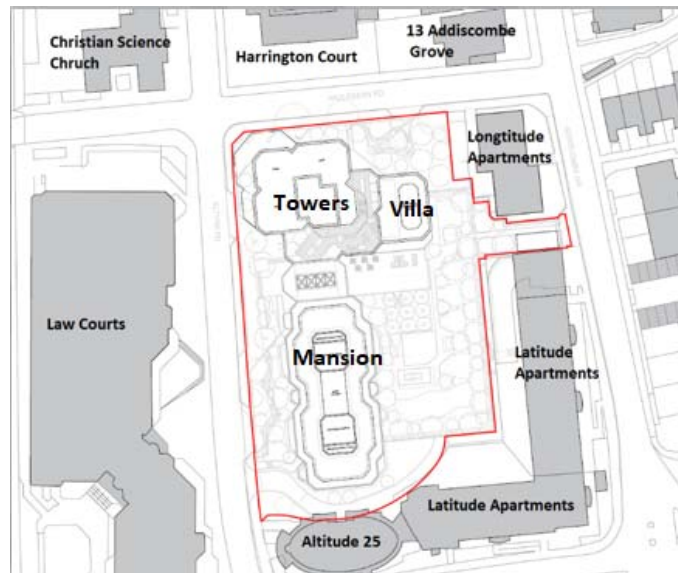 Christian Science
Chruch
Harrington Court
13 Addiscombe
Grove
Longtitude
Apartments
Towers
Villa
Law Courts
Mansion
Latitude
Apartments
Latitude Apartments
Altitude 25